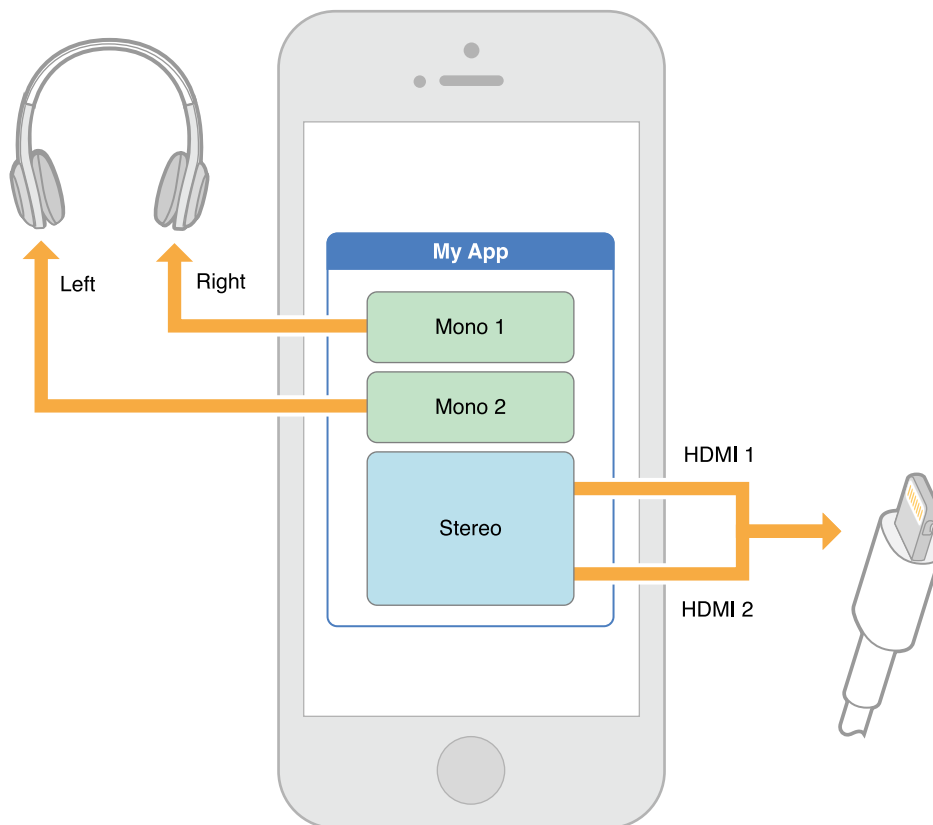 My App
Left
Right
Mono 1
Mono 2
HDMI 1
Stereo
HDMI 2